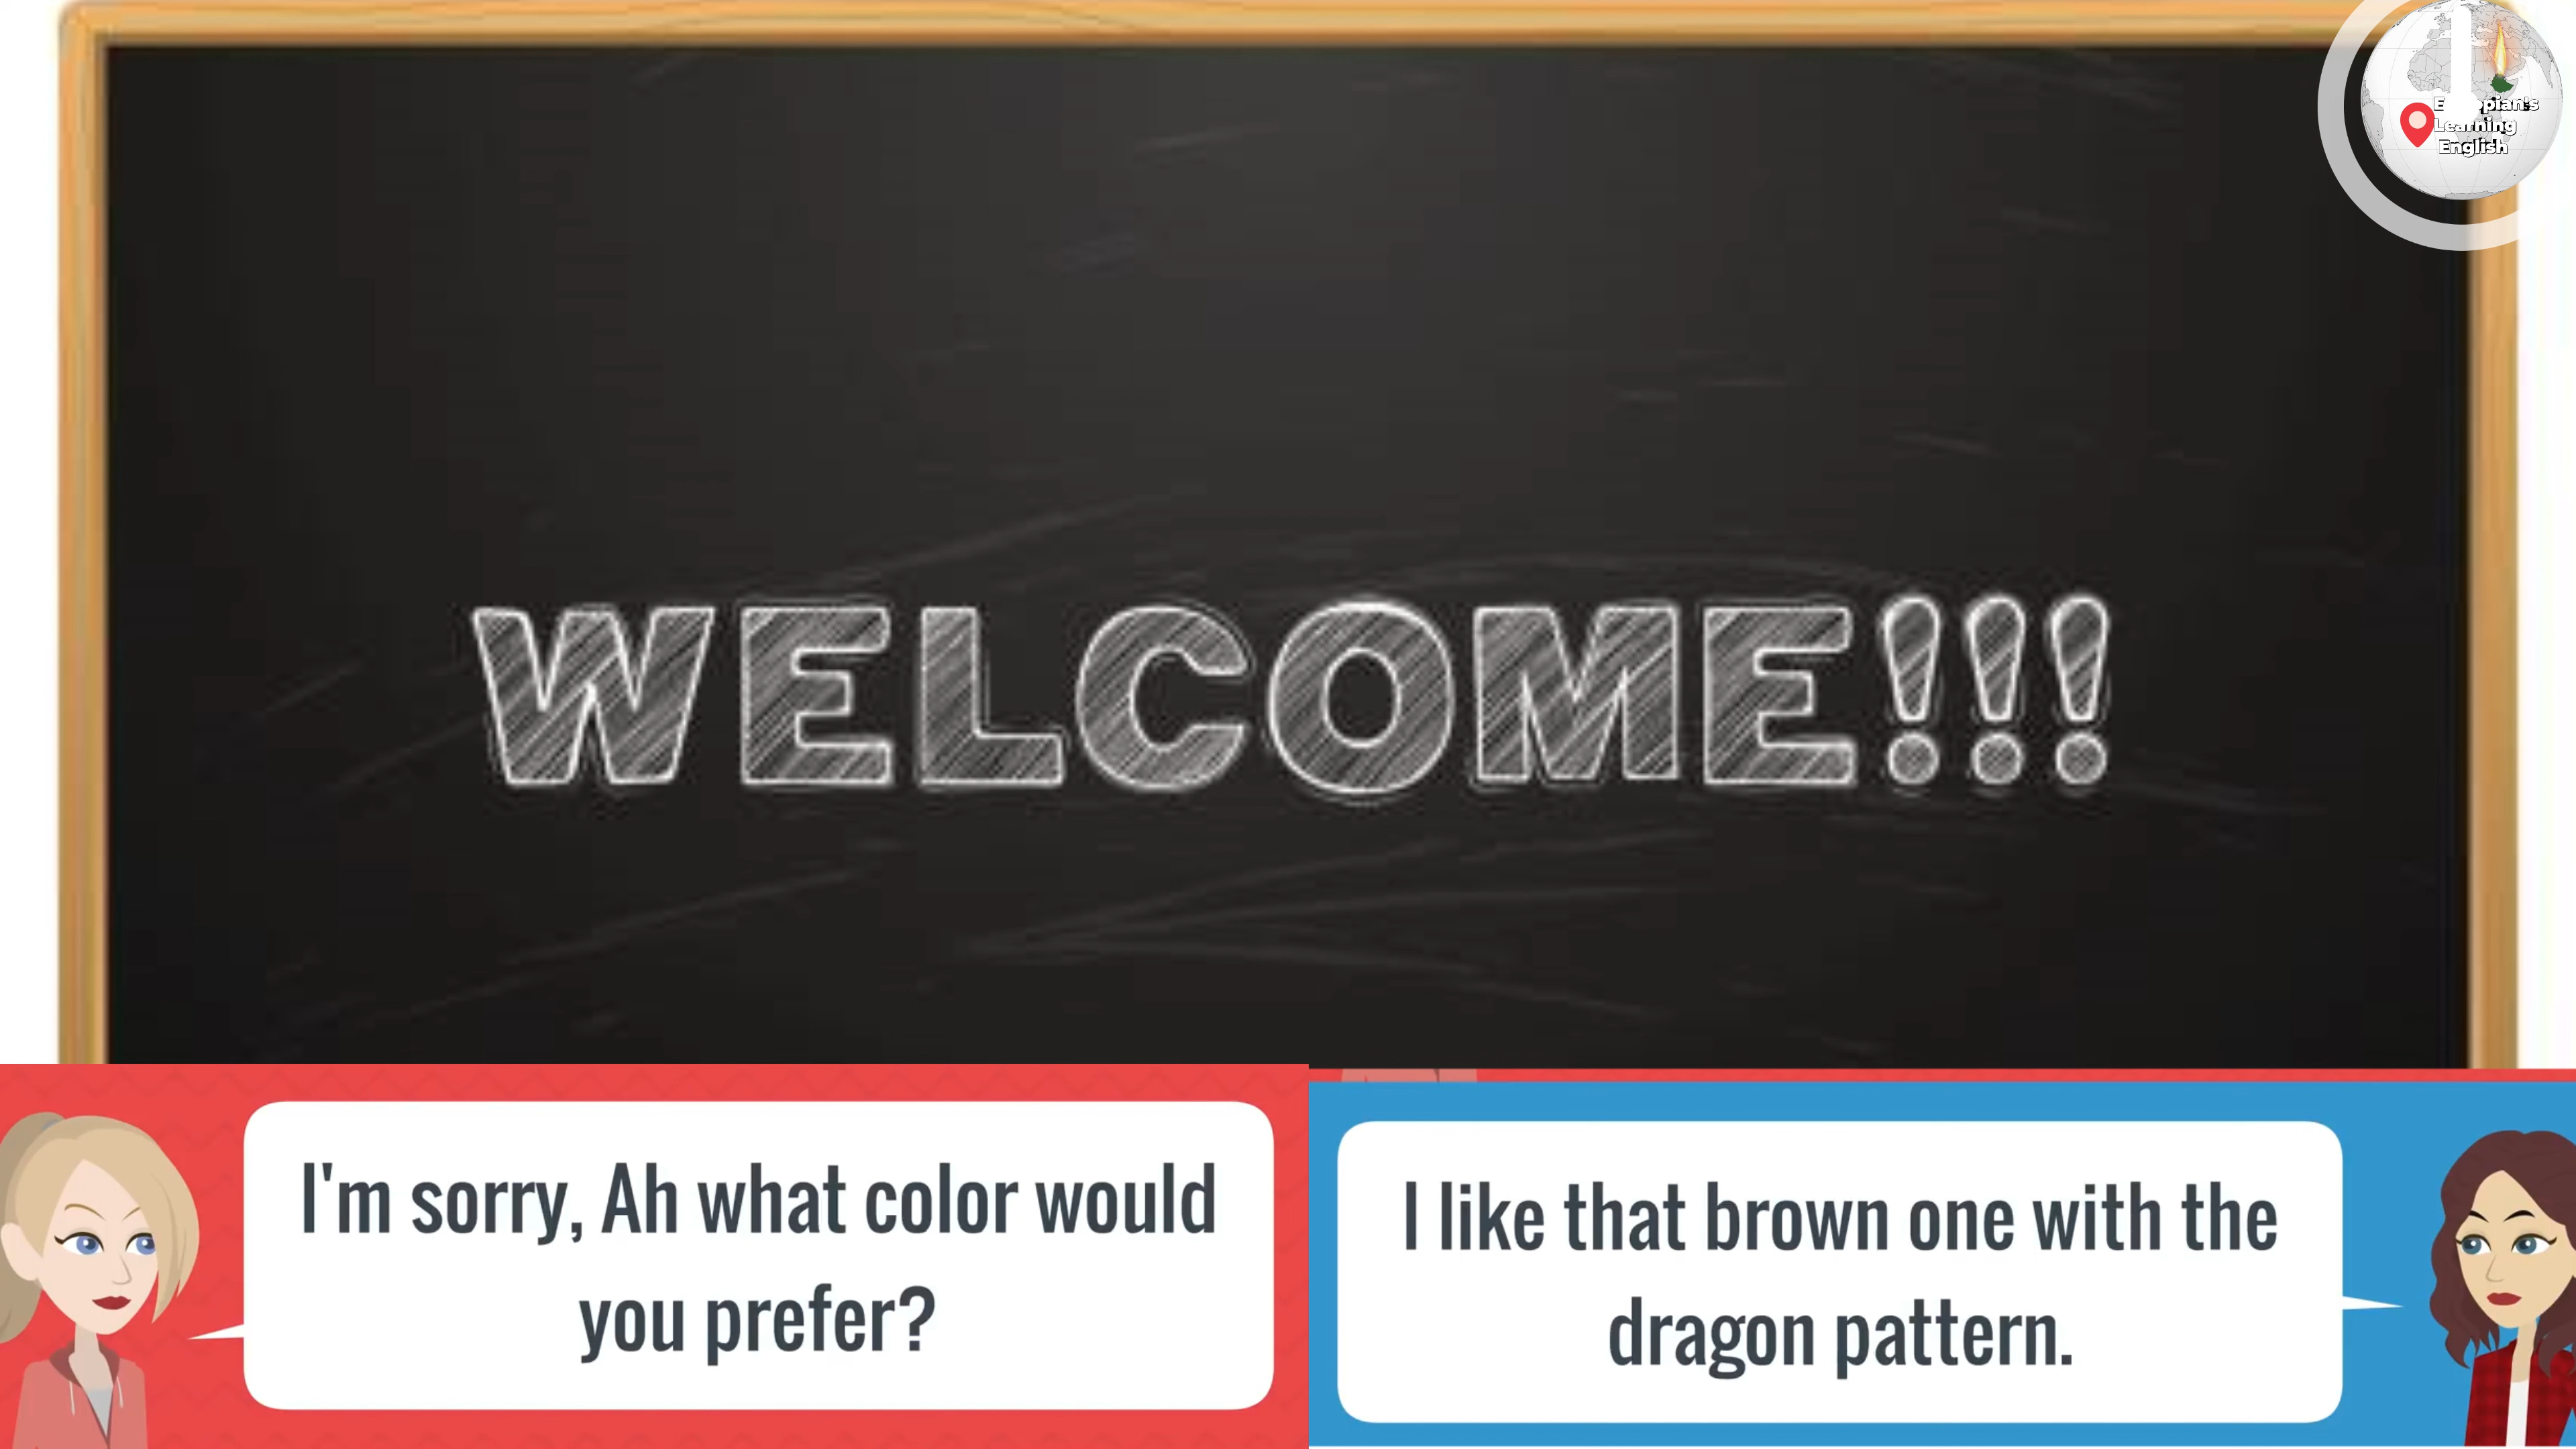 Learning
English
WELCOME!!!
I'm sorry, Ah what color would
you prefer?
I like that brown one with the
dragon pattern.